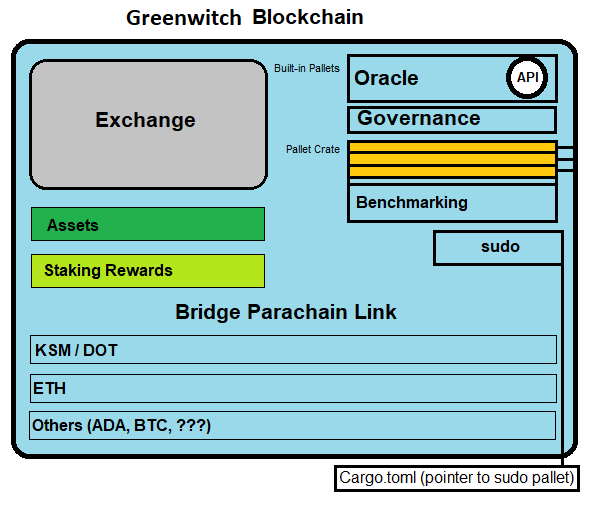 Greenwitch Blockchain
Built-in Pallets
Oracle
API
Exchange
Governance
Pallet Crate
Benchmarking
Assets
sudo
Staking Rewards
Bridge Parachain Link
KSM / DOT
ETH
Others (ADA, BTC, ???)
Cargo.toml (pointer to sudo pallet)